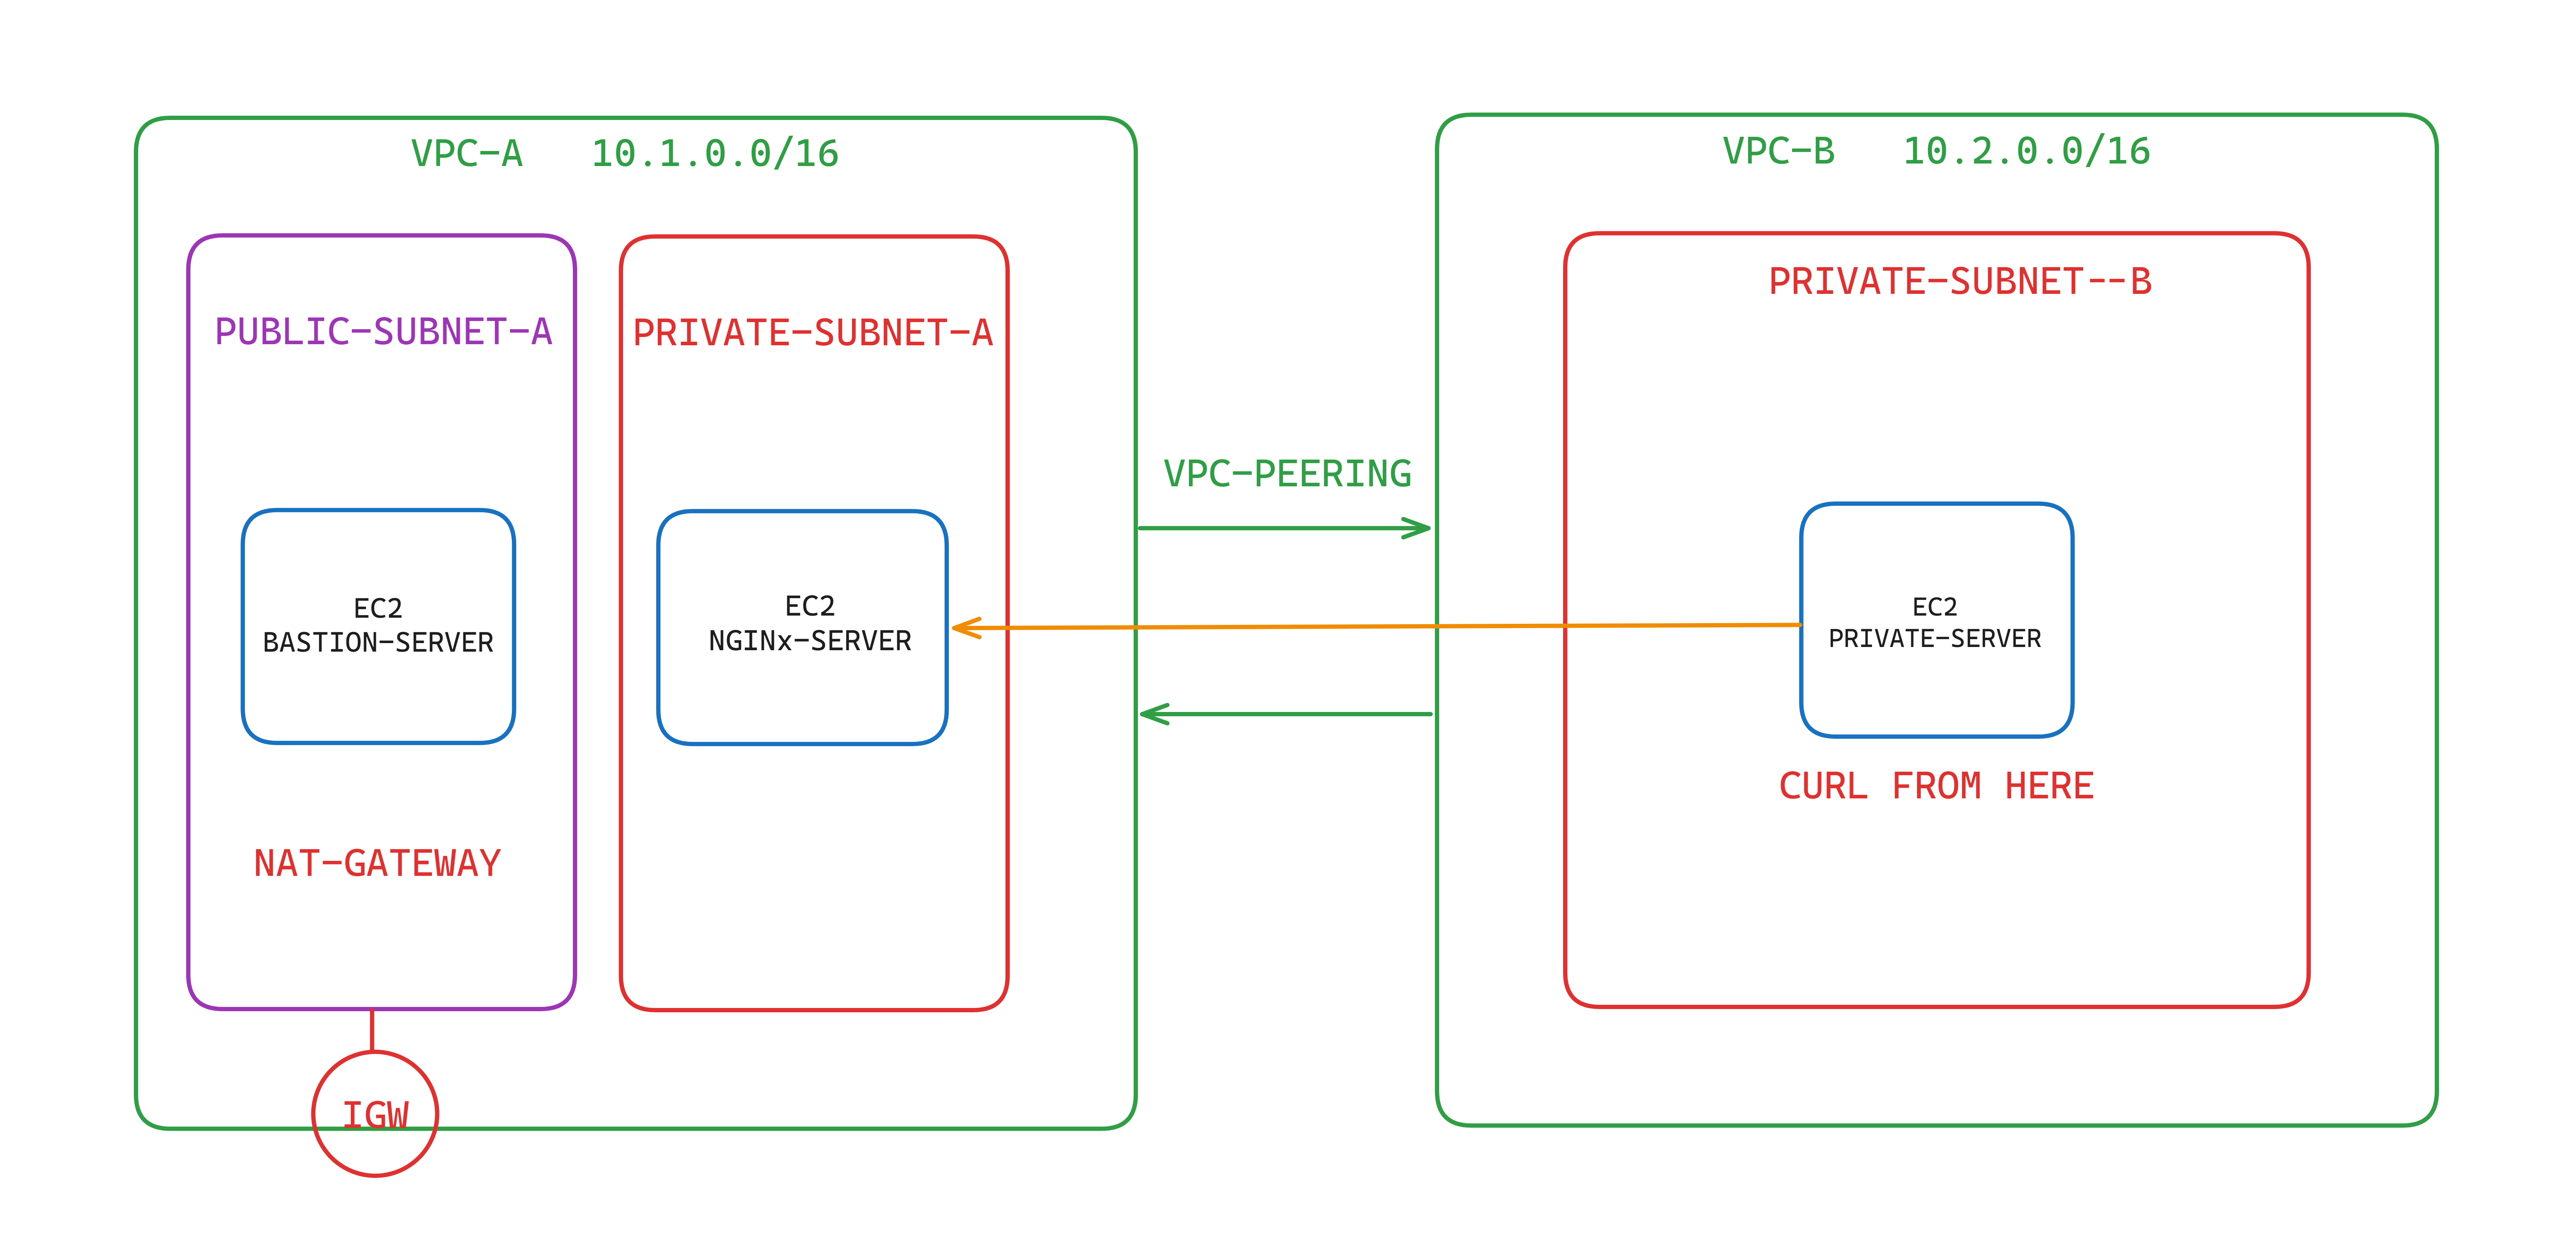 VPC-A 10.1.0.0/16
PUBLIC-SUBNET-A
EC2
BASTION-SERVER
NAT-GATEWAY
IGW
PRIVATE-SUBNET-A
EC2
NGINx-SERVER
VPC-PEERING
VPC-B 10.2.0.0/16
PRIVATE-SUBNET--B
EC2
PRIVATE-SERVER
CURL FROM HERE